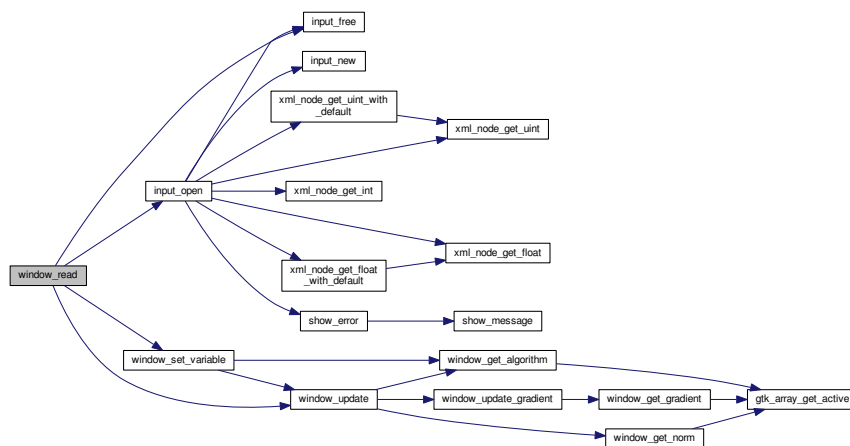 input_free
input_new
xml_node_get_uint_with
_default
xml_node_get_uint
input_open
xml_node_get_int
xml_node_get_float
window_read
xml_node_get_float
_with_default
show_error
show_message
window_set_variable
window_get_algorithm
window_update
window_update_gradient
window_get_gradient
gtk_array_get_active
window_get_norm